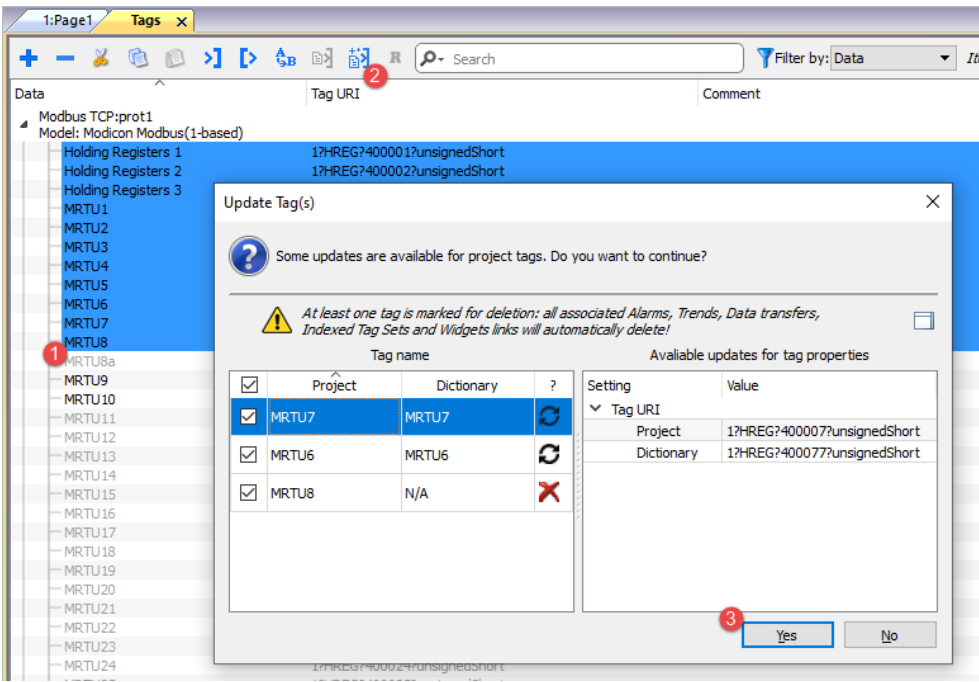 1:Page1 Tags x
Search Filter by: Data
2
Data Tag URI Comment
Modbus TCP:prot1
Model: Modicon Modbus(1-based)
Holding Registers 1 1?HREG?400001?unsignedShort
Holding Registers 2 1?HREG?400002?unsignedShort
Holding Registers 3
MRTU1
MRTU2
MRTU3
MRTU4
MRTU5
MRTU6
MRTU7
MRTU8
1
MRTU8a
MRTU9
MRTU10
MRTU11
MRTU12
MRTU13
MRTU14
MRTU15
MRTU16
MRTU17
MRTU18
MRTU19
MRTU20
MRTU21
MRTU22
MRTU23
MRTU24 1?HREG?400024?unsignedShort
Update Tag(s)
Some updates are available for project tags. Do you want to continue?
At least one tag is marked for deletion: all associated Alarms, Trends, Data transfers,
Indexed Tag Sets and Widgets links will automatically delete!
Tag name
Project Dictionary ?
MRTU7 MRTU7
MRTU6 MRTU6
MRTU8 N/A
Avaliable updates for tag properties
Setting Value
Tag URI
Project 1?HREG?400007?unsignedShort
Dictionary 1?HREG?400077?unsignedShort
3
Yes No